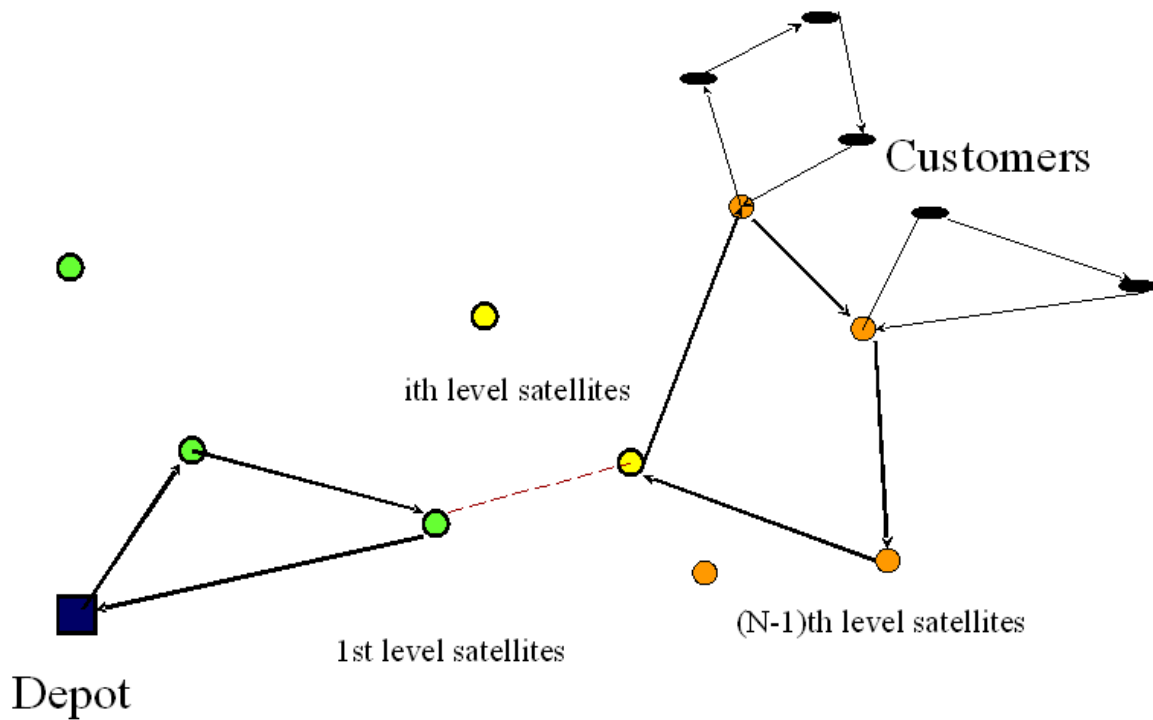 Customers
ith level satellites
(N-1)th level satellites
1st level satellites
Depot